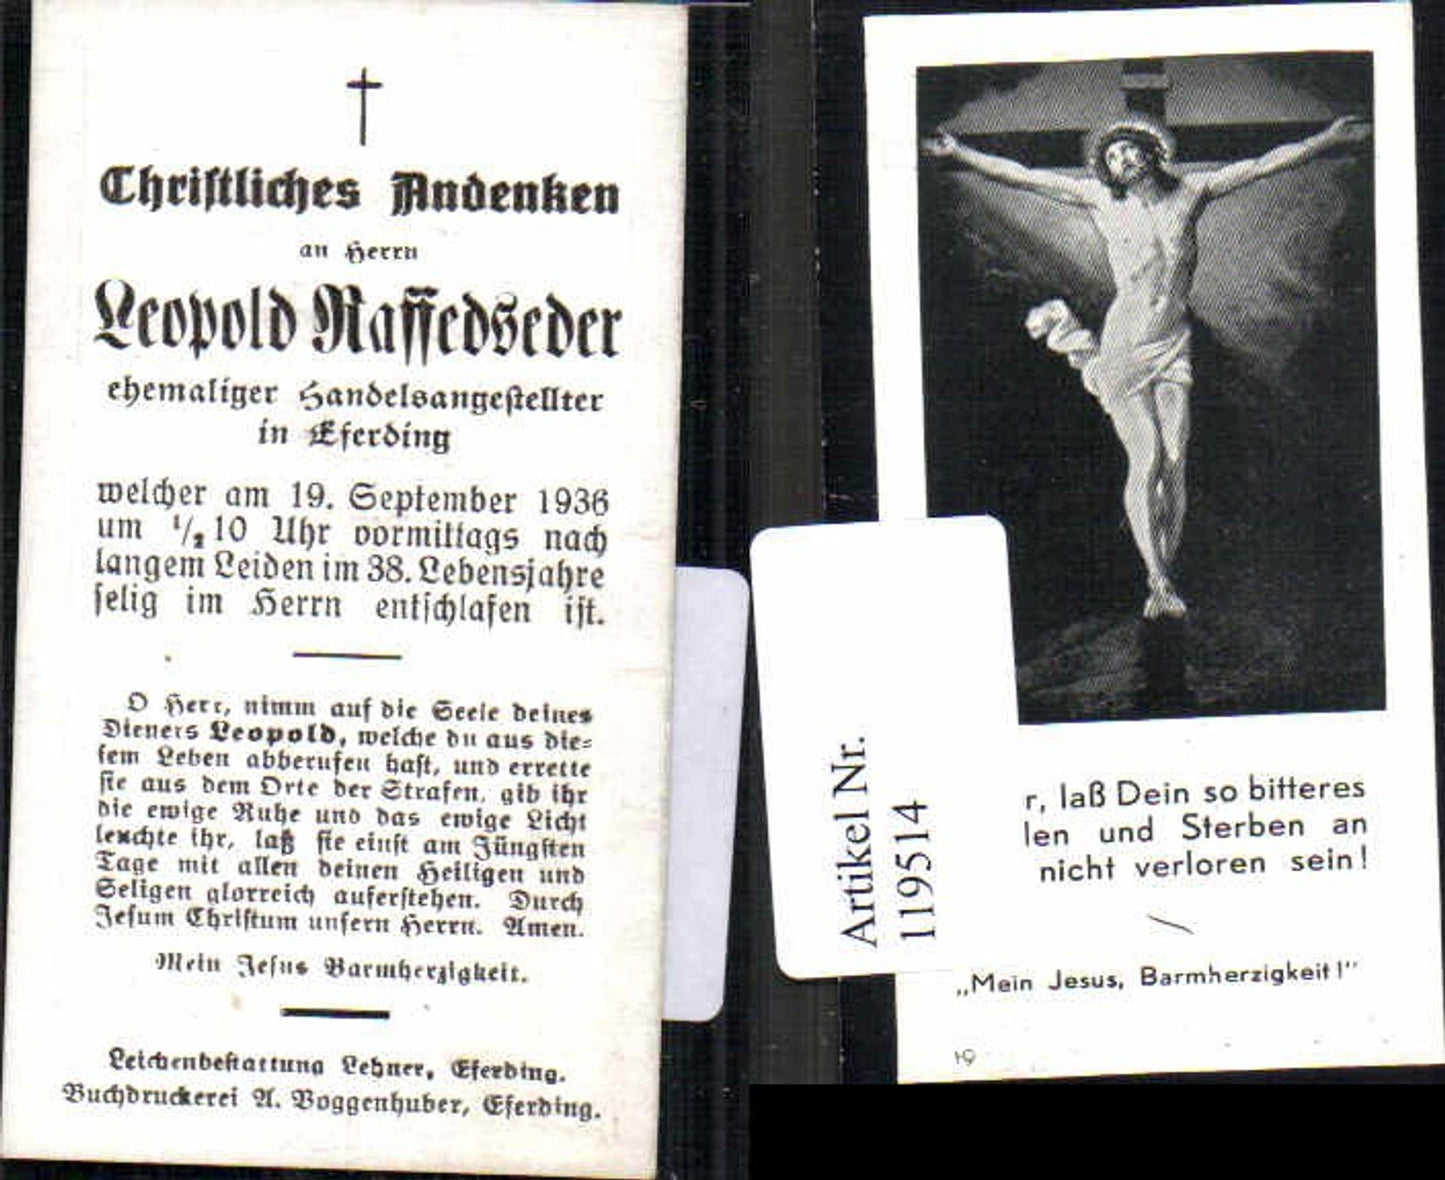 Christliches Andenken
an Herrn
Leopold Raffedseder
ehemaliger Handelsangestellter
in Eferding
welcher am 19. September 1936
um ½10 Uhr vormittags nach
langem Leiden im 38. Lebensjahre
selig im Herrn entschlafen ist.
O Herr, nimm auf die Seele deines
Dieners Leopold, welche du aus die=
sem Leben abberufen hast, und errette
sie aus dem Orte der Strafen, gib ihr
die ewige Ruhe und das ewige Licht
leuchte ihr, laß sie einst am Jüngsten
Tage mit allen deinen Heiligen und
Seligen glorreich auferstehen. Durch
Jesum Christum unsern Herrn. Amen.
Mein Jesus Barmherzigkeit.
Leichenbestattung Lehner, Eferding.
Buchdruckerei A. Voggenhuber, Eferding.
Artikel Nr.
119514
r, laß Dein so bitteres
len und Sterben an
nicht verloren sein!
„Mein Jesus, Barmherzigkeit!"